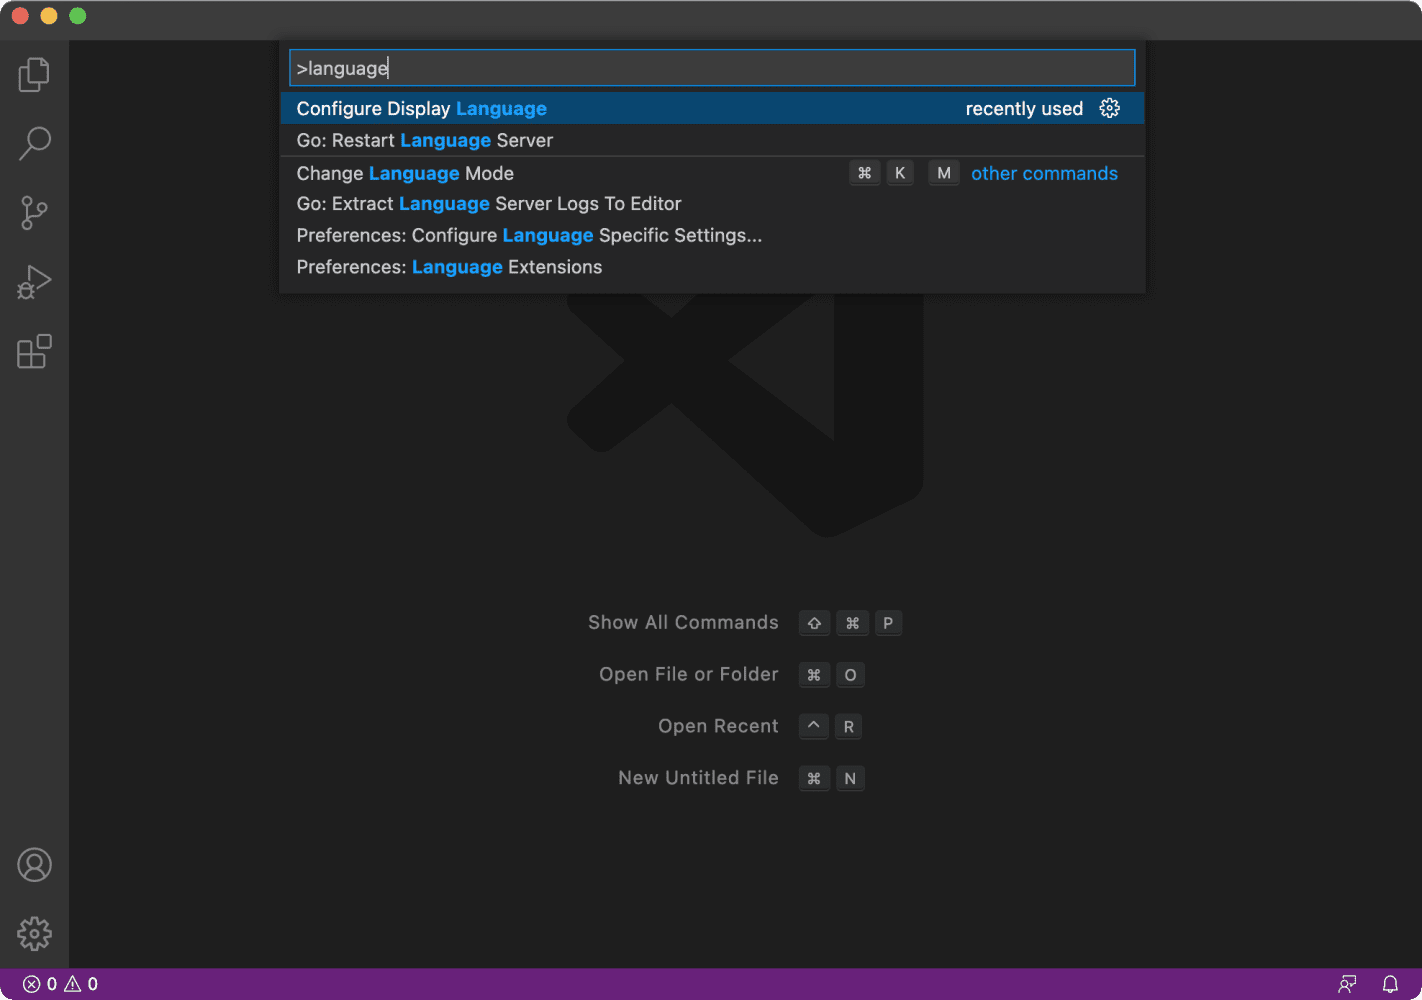 >language
Configure Display Language recently used
Go: Restart Language Server
Change Language Mode ⌘ K M other commands
Go: Extract Language Server Logs To Editor
Preferences: Configure Language Specific Settings...
Preferences: Language Extensions
Show All Commands ⇧ ⌘ P
Open File or Folder ⌘ O
Open Recent ^ R
New Untitled File ⌘ N
0 0